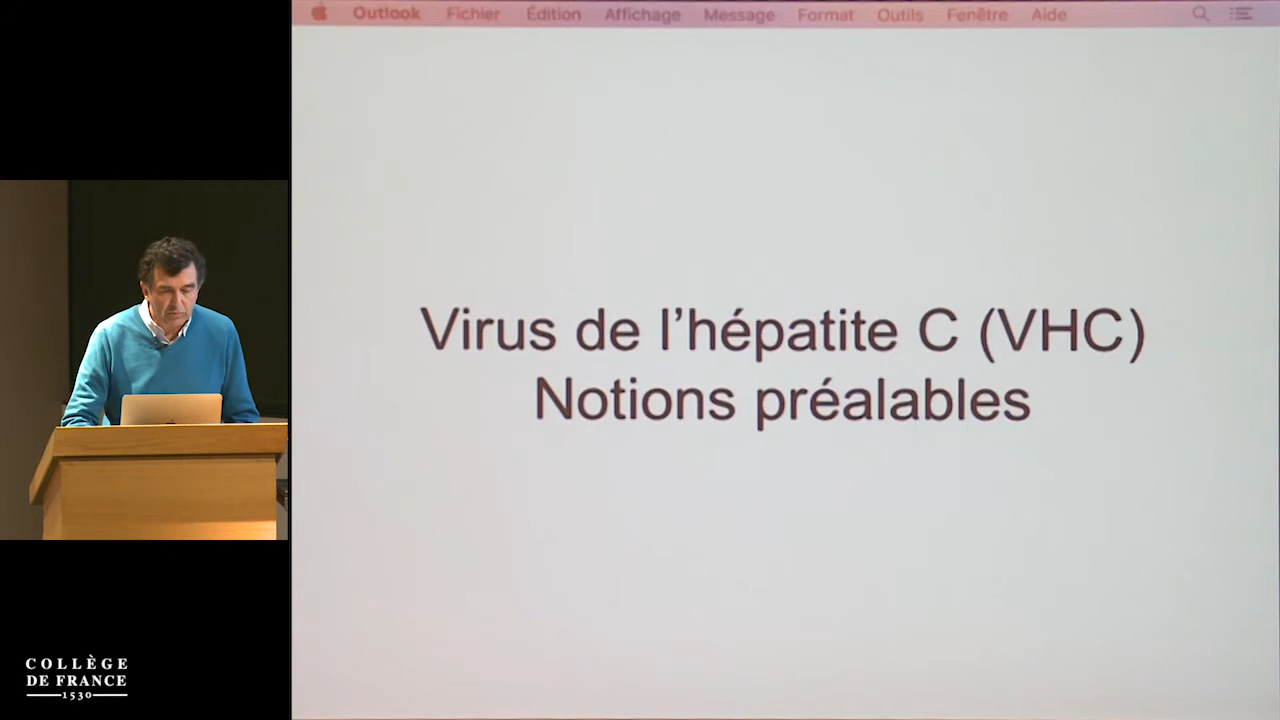 Outlook Fichier Édition Affichage Message Format Outils Fenêtre Aide
Virus de l'hépatite C (VHC)
Notions préalables
COLLÈGE
DE FRANCE
1530